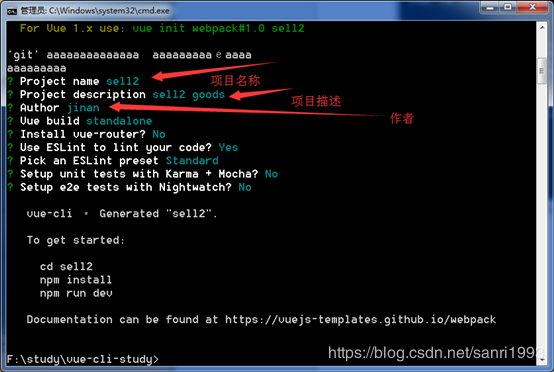 管理员: C:\Windows\system32\cmd.exe
For Vue 1.x use: vue init webpack#1.0 sell2
'git' aaaaaaaaaaaaaa  aaaaaaaaa e aaaa
aaaaaaaaa
? Project name sell2
项目名称
? Project description sell2 goods
项目描述
? Author jinan
作者
? Vue build standalone
? Install vue-router? No
? Use ESLint to lint your code? Yes
? Pick an ESLint preset Standard
? Setup unit tests with Karma + Mocha? No
? Setup e2e tests with Nightwatch? No
vue-cli · Generated "sell2".
To get started:
cd sell2
npm install
npm run dev
Documentation can be found at https://vuejs-templates.github.io/webpack
F:\study\vue-cli-study>
https://blog.csdn.net/sanri1993